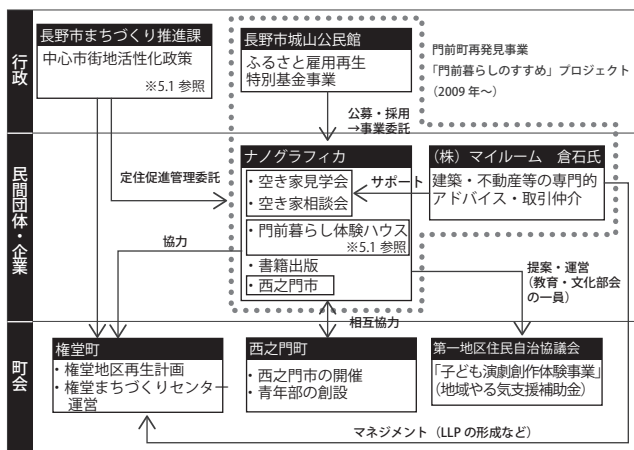 行政
長野市まちづくり推進課
中心市街地活性化政策
※5.1 参照
長野市城山公民館
ふるさと雇用再生
特別基金事業
門前町再発見事業
「門前暮らしのすすめ」プロジェクト
(2009 年～)
公募・採用
→事業委託
民間団体・企業
定住促進管理委託
ナノグラフィカ
・空き家見学会
・空き家相談会
・門前暮らし体験ハウス
※5.1 参照
・書籍出版
・西之門市
サポート
(株) マイルーム 倉石氏
建築・不動産等の専門的
アドバイス・取引仲介
協力
提案・運営
(教育・文化部会
の一員)
相互協力
町会
権堂町
・権堂地区再生計画
・権堂まちづくりセンター
運営
西之門町
・西之門市の開催
・青年部の創設
第一地区住民自治協議会
「子ども演劇創作体験事業」
(地域やる気支援補助金)
マネジメント (LLP の形成など)